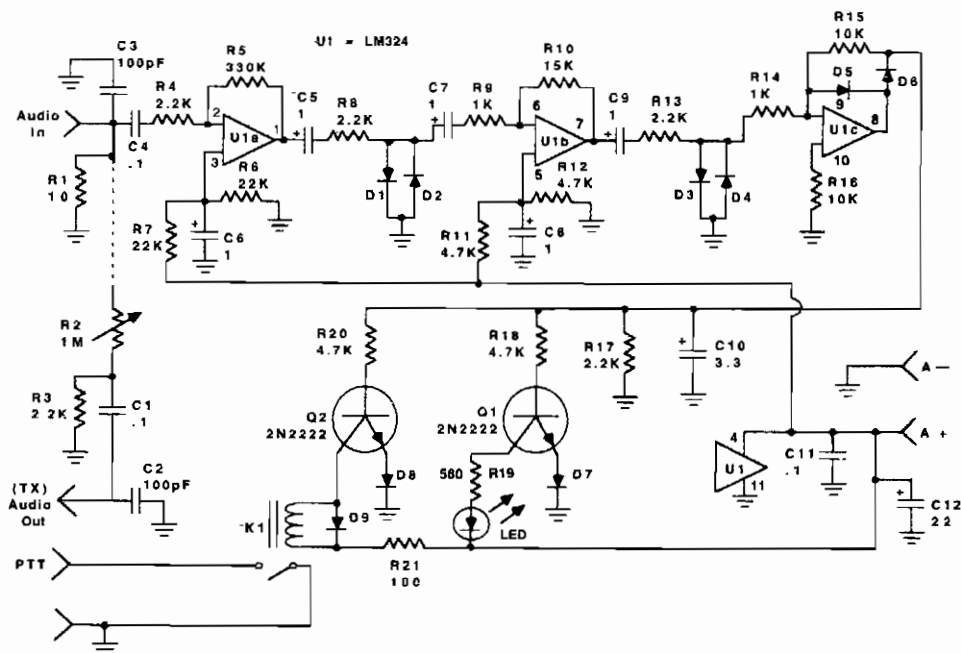 U1 = LM324
C3
100pF
R4
2.2K
R5
330K
Audio
In
C4
.1
2
1
U1a
3
R1
10
R6
22K
R7
22K
+
C6
1
+
C5
1
R8
2.2K
D1
D2
C7
+
1
R9
1K
R10
15K
6
7
U1b
5
R12
4.7K
R11
4.7K
+
C8
1
C9
1
+
R13
2.2K
D3
D4
R14
1K
R15
10K
D5
D6
9
8
U1c
10
R16
10K
R2
1M
R3
2.2K
C1
.1
C2
100pF
(TX)
Audio
Out
R20
4.7K
Q2
2N2222
D8
R18
4.7K
Q1
2N2222
D7
560
R19
LED
R17
2.2K
+
C10
3.3
A –
A +
4
U1
11
C11
.1
+
C12
22
K1
D9
R21
100
PTT